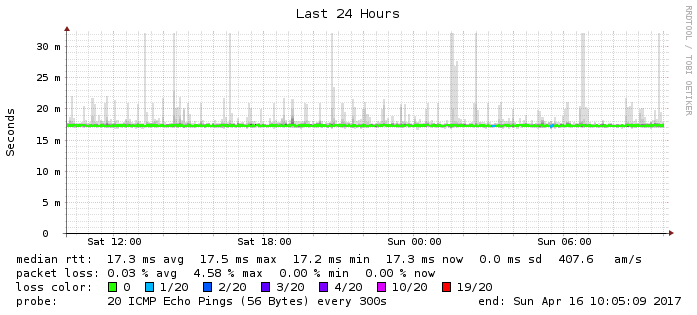 Last 24 Hours
RRDTOOL / TOBI OETIKER
Seconds
30 m
25 m
20 m
15 m
10 m
5 m
0
Sat 12:00 Sat 18:00 Sun 00:00 Sun 06:00
median rtt: 17.3 ms avg 17.5 ms max 17.2 ms min 17.3 ms now 0.0 ms sd 407.6 am/s
packet loss: 0.03 % avg 4.58 % max 0.00 % min 0.00 % now
loss color: 0 1/20 2/20 3/20 4/20 10/20 19/20
probe: 20 ICMP Echo Pings (56 Bytes) every 300s end: Sun Apr 16 10:05:09 2017